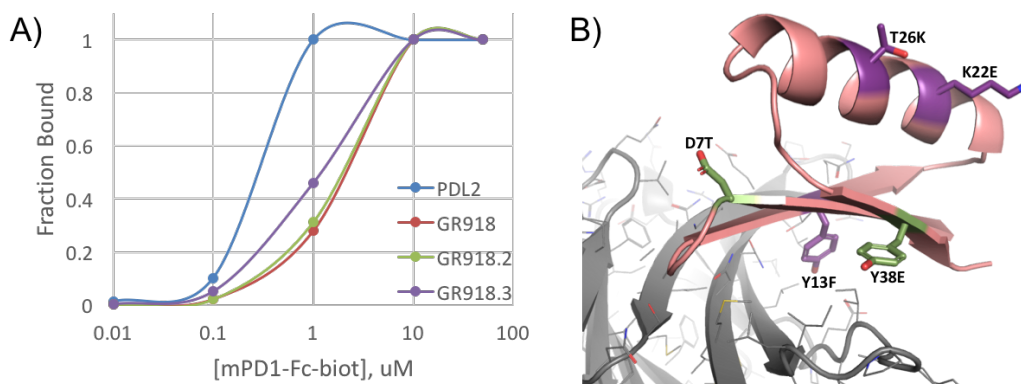 A)
Fraction Bound
1
0.8
0.6
0.4
0.2
0
0.01
0.1
1
10
100
[mPD1-Fc-biot], uM
PDL2
GR918
GR918.2
GR918.3
B)
T26K
K22E
D7T
Y13F
Y38E